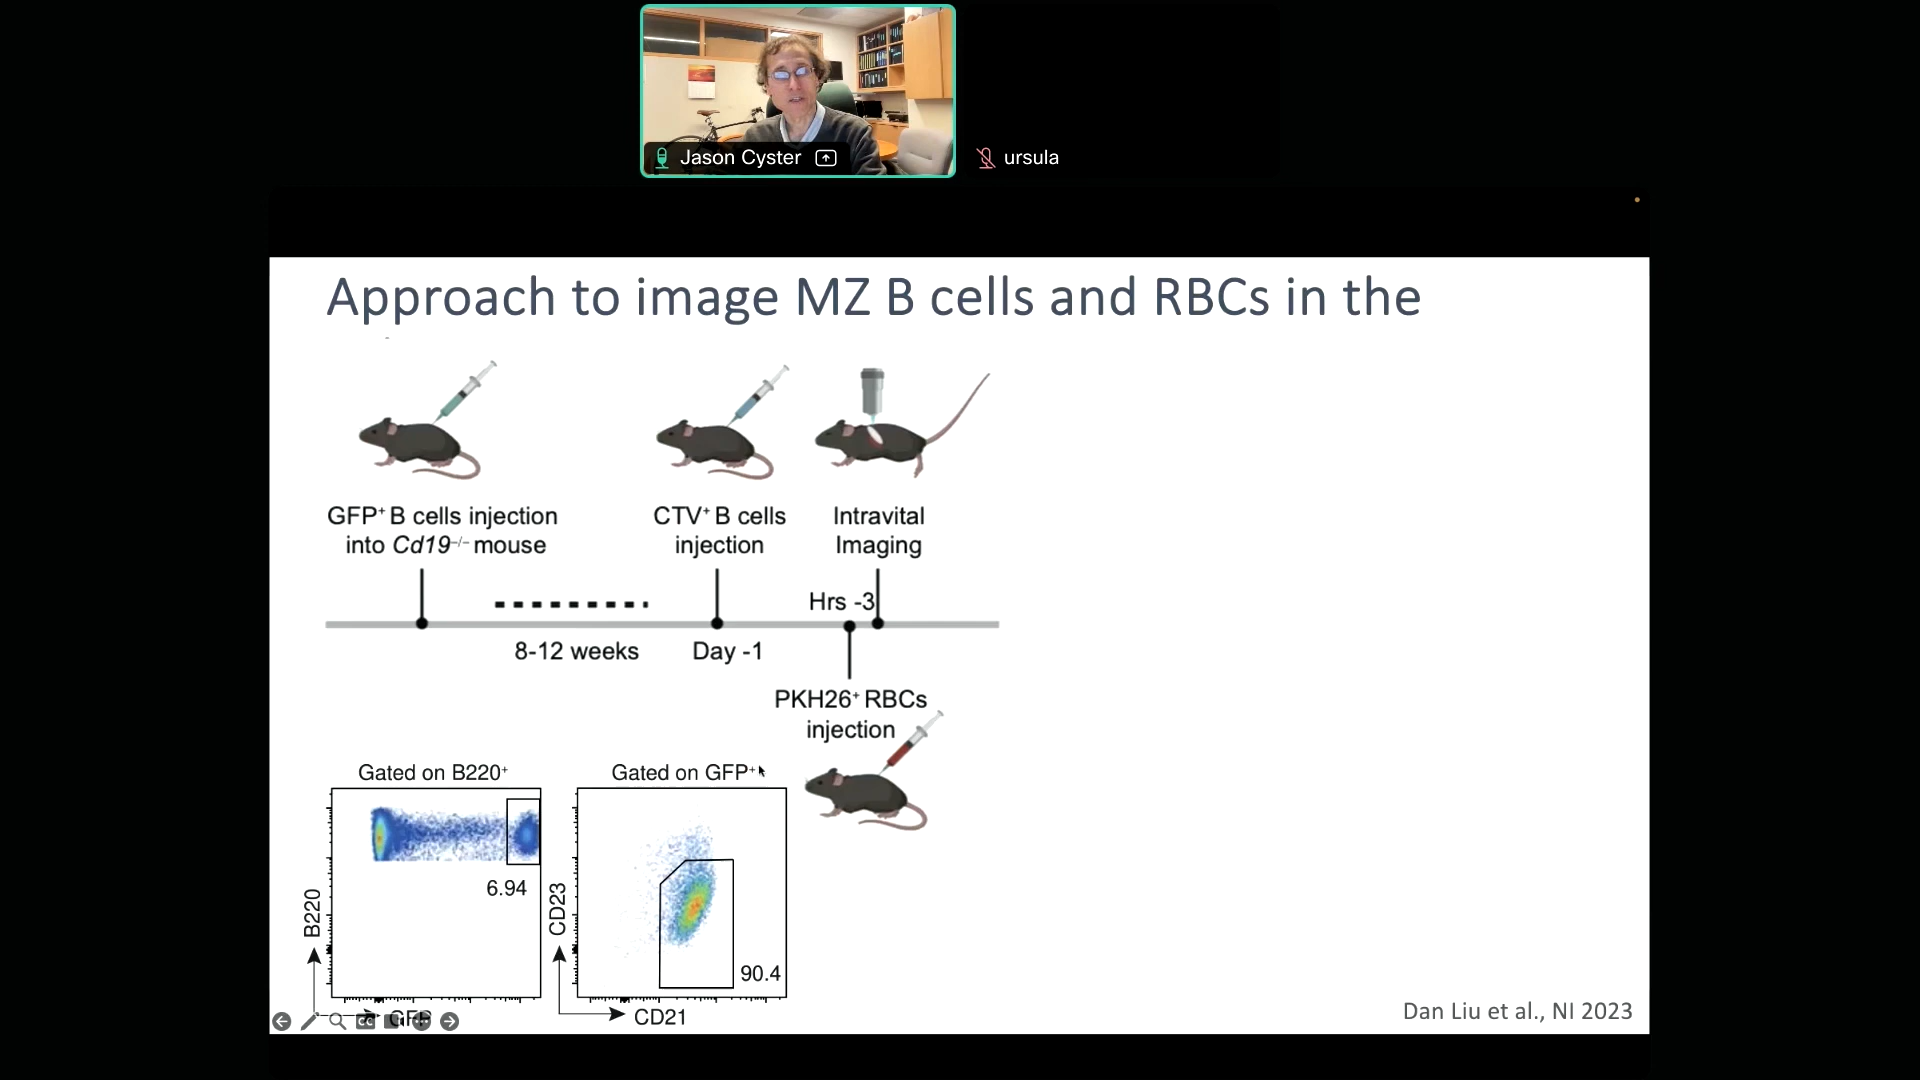 Jason Cyster
ursula
Approach to image MZ B cells and RBCs in the
GFP⁺ B cells injection
into Cd19⁻/⁻ mouse
CTV⁺ B cells
injection
Intravital
Imaging
Hrs -3
8-12 weeks
Day -1
PKH26⁺ RBCs
injection
Gated on B220⁺
Gated on GFP⁺
6.94
B220
GFP
CD23
90.4
CD21
CC
Dan Liu et al., NI 2023